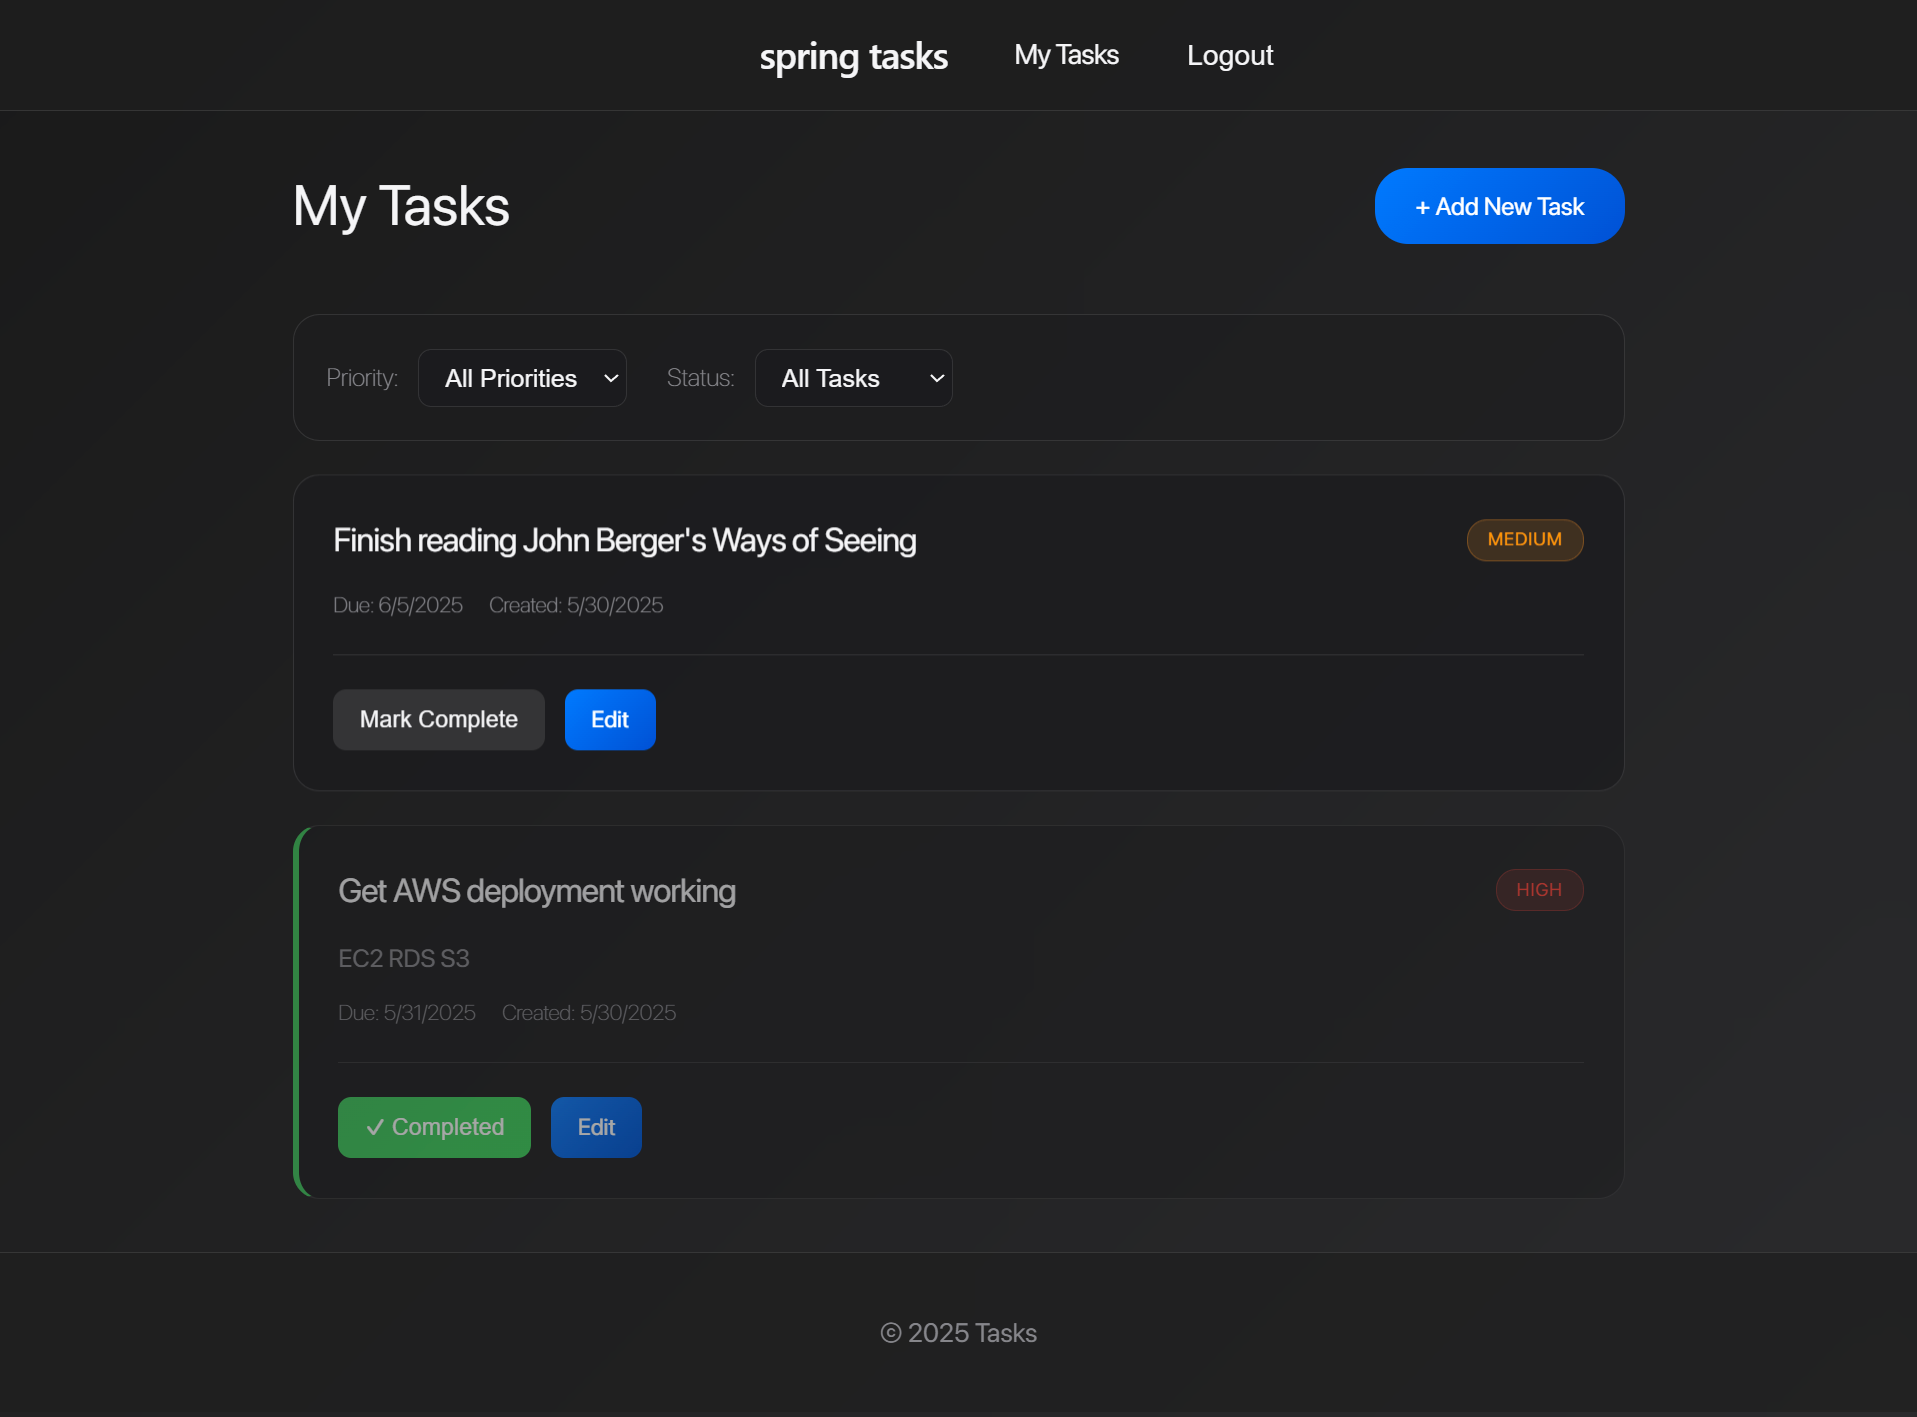 spring tasks My Tasks Logout
My Tasks
+ Add New Task
Priority: All Priorities Status: All Tasks
Finish reading John Berger's Ways of Seeing
MEDIUM
Due: 6/5/2025 Created: 5/30/2025
Mark Complete Edit
Get AWS deployment working
HIGH
EC2 RDS S3
Due: 5/31/2025 Created: 5/30/2025
✓ Completed Edit
© 2025 Tasks